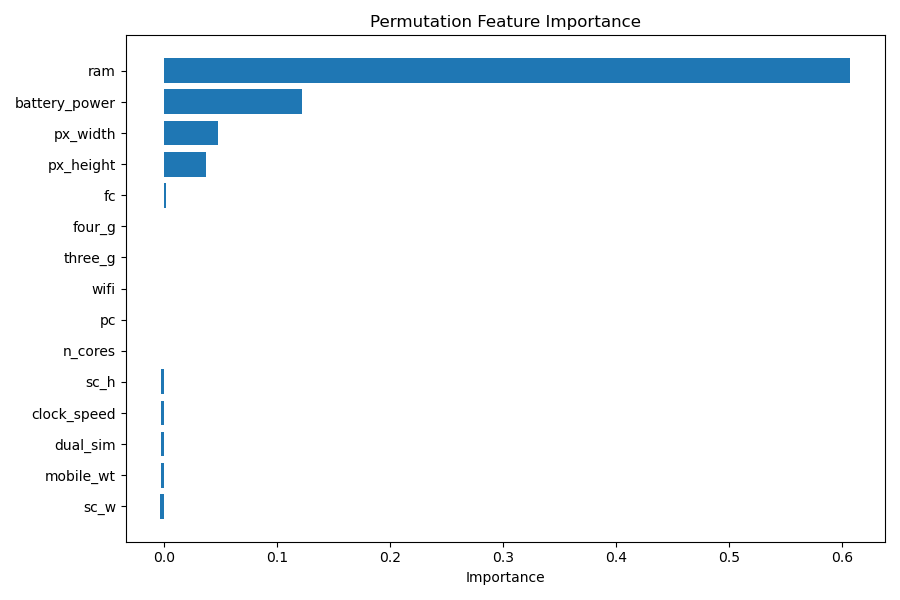 Permutation Feature Importance
ram
battery_power
px_width
px_height
fc
four_g
three_g
wifi
pc
n_cores
sc_h
clock_speed
dual_sim
mobile_wt
sc_w
0.0 0.1 0.2 0.3 0.4 0.5 0.6
Importance